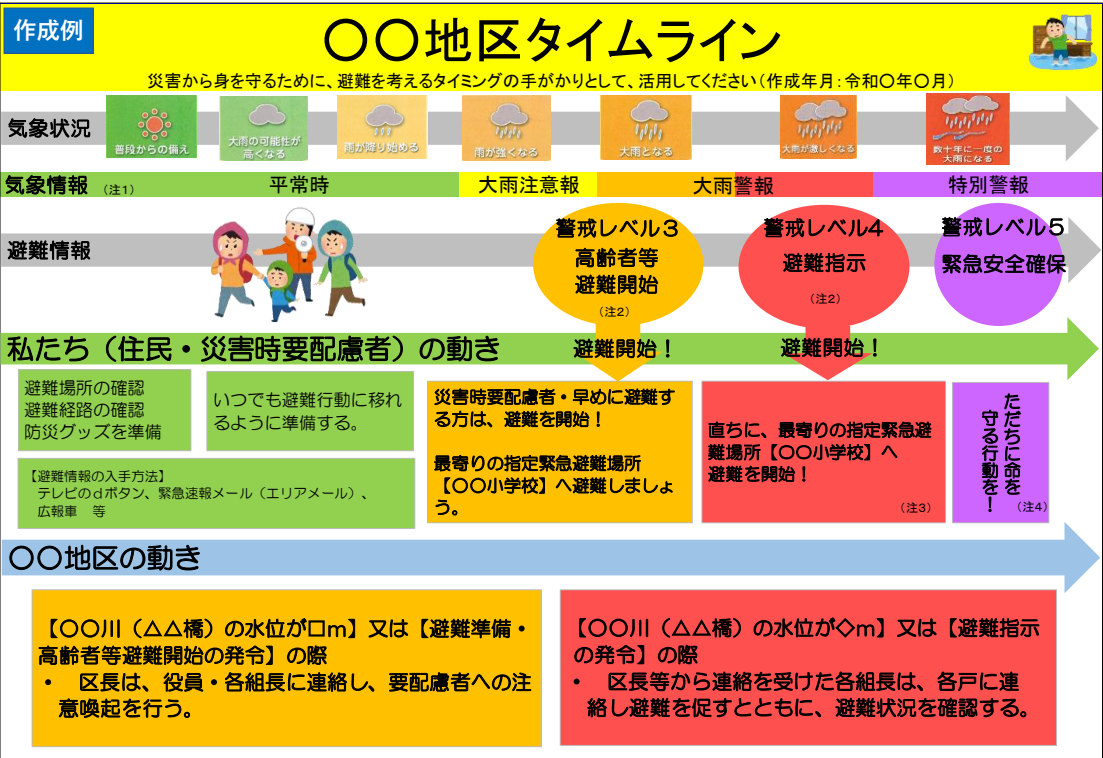 作成例
〇〇地区タイムライン
災害から身を守るために、避難を考えるタイミングの手がかりとして、活用してください（作成年月：令和〇年〇月）
気象状況
普段からの備え
大雨の可能性が
高くなる
雨が降り始める
雨が強くなる
大雨となる
大雨が激しくなる
数十年に一度の
大雨になる
気象情報 （注1）
平常時
大雨注意報
大雨警報
特別警報
避難情報
警戒レベル３
高齢者等
避難開始
（注2）
警戒レベル4
避難指示
（注2）
警戒レベル５
緊急安全確保
私たち（住民・災害時要配慮者）の動き
避難開始！
避難開始！
避難場所の確認
避難経路の確認
防災グッズを準備
いつでも避難行動に移れ
るように準備する。
【避難情報の入手方法】
テレビのｄボタン、緊急速報メール（エリアメール）、
広報車　等
災害時要配慮者・早めに避難す
る方は、避難を開始！
最寄りの指定緊急避難場所
【〇〇小学校】へ避難しましょ
う。
直ちに、最寄りの指定緊急避
難場所【〇〇小学校】へ
避難を開始！
（注3）
ただちに命を
守る行動を！
（注4）
〇〇地区の動き
【〇〇川（△△橋）の水位が□ｍ】又は【避難準備・
高齢者等避難開始の発令】の際
・　区長は、役員・各組長に連絡し、要配慮者への注
意喚起を行う。
【〇〇川（△△橋）の水位が◇ｍ】又は【避難指示
の発令】の際
・　区長等から連絡を受けた各組長は、各戸に連
絡し避難を促すとともに、避難状況を確認する。